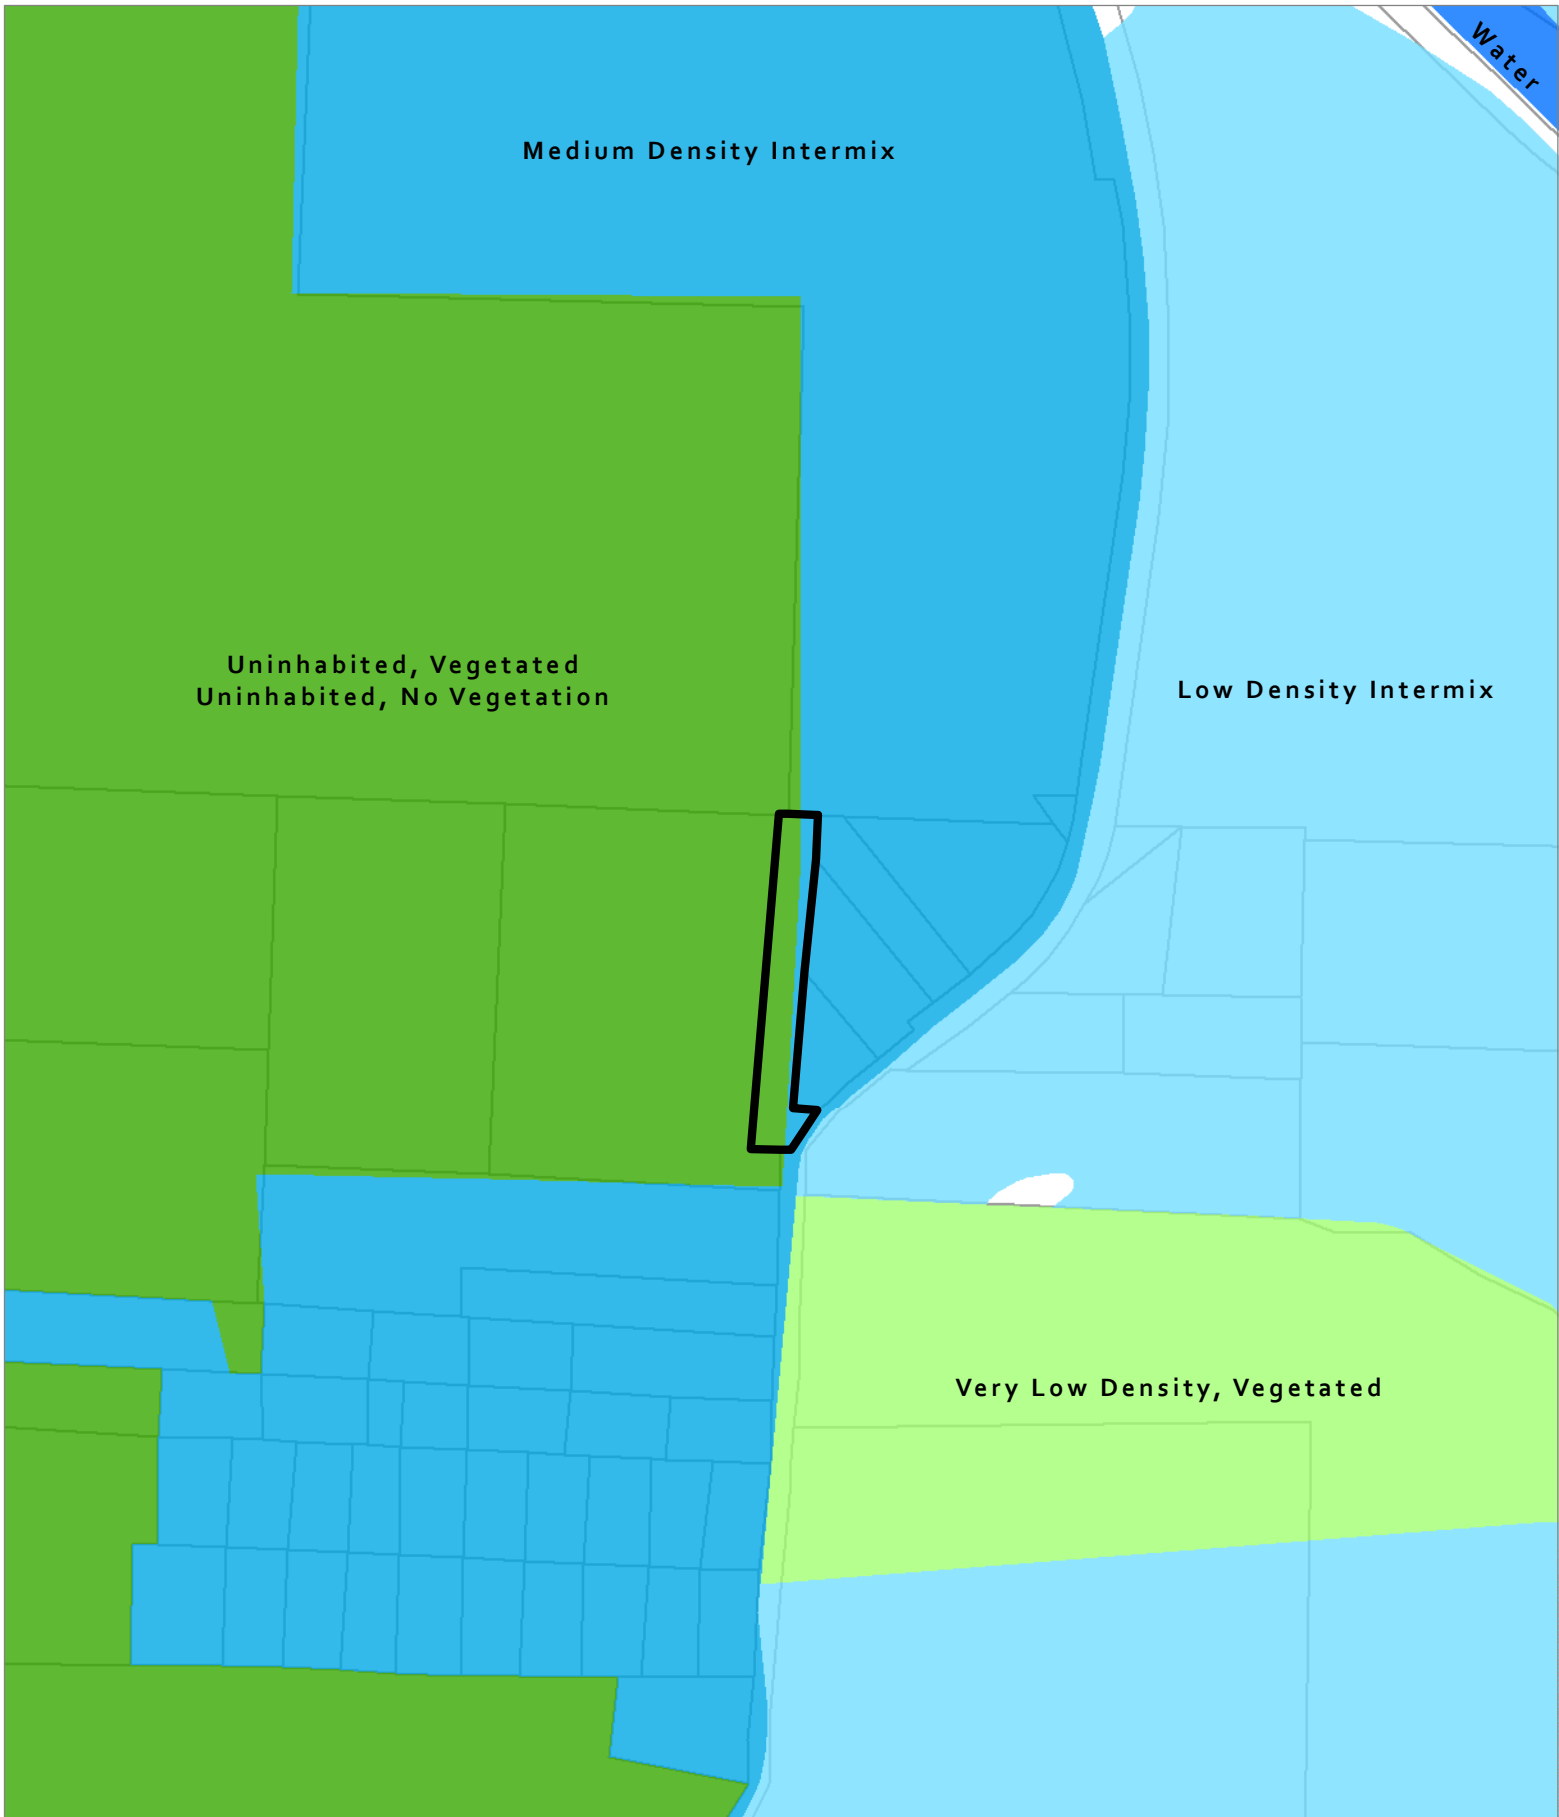 Water
Medium Density Intermix
Uninhabited, Vegetated
Uninhabited, No Vegetation
Low Density Intermix
Very Low Density, Vegetated